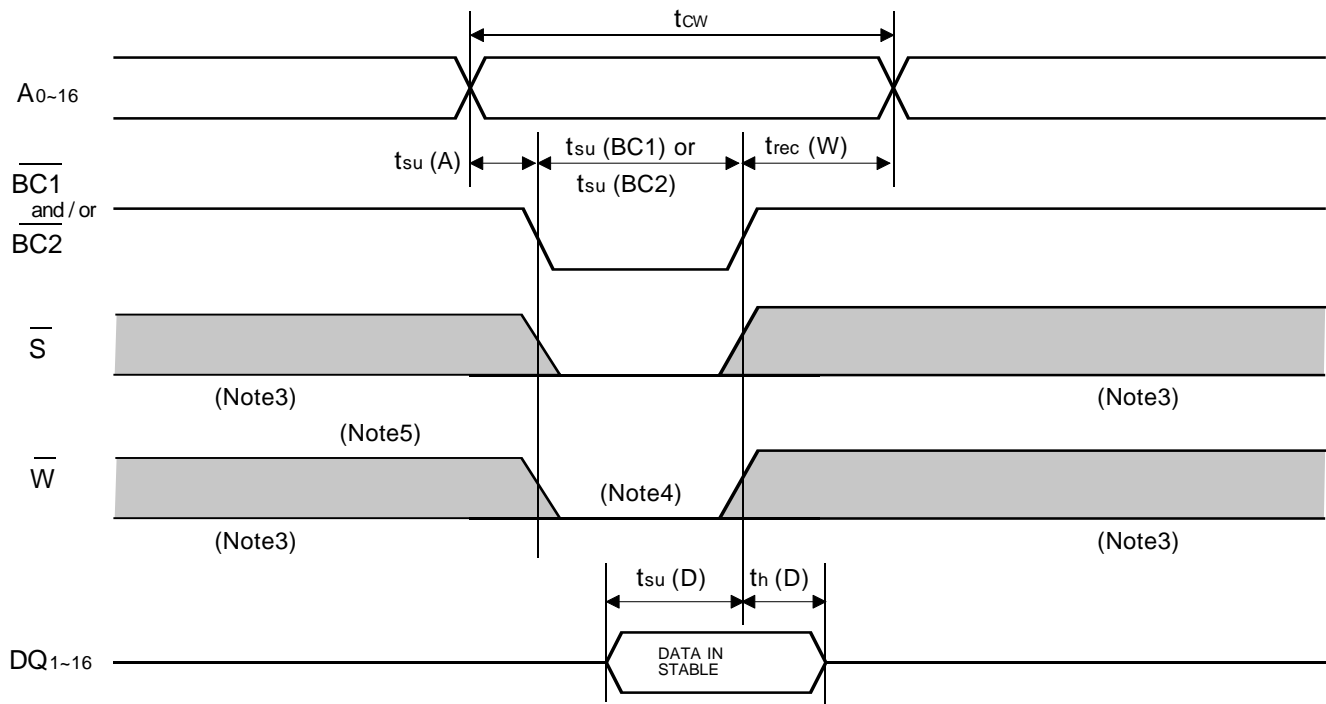 tCW
A0~16
tsu (A)
tsu (BC1) or
tsu (BC2)
trec (W)
BC1
and / or
BC2
S
(Note3)
(Note3)
(Note5)
W
(Note4)
(Note3)
(Note3)
tsu (D)
th (D)
DQ1~16
DATA IN
STABLE